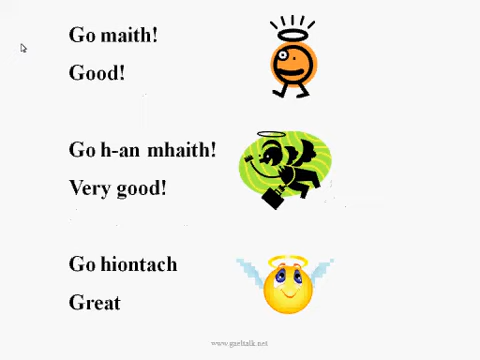 Go maith!
Good!
Go h-an mhaith!
Very good!
Go hiontach
Great
www.gaeltalk.net